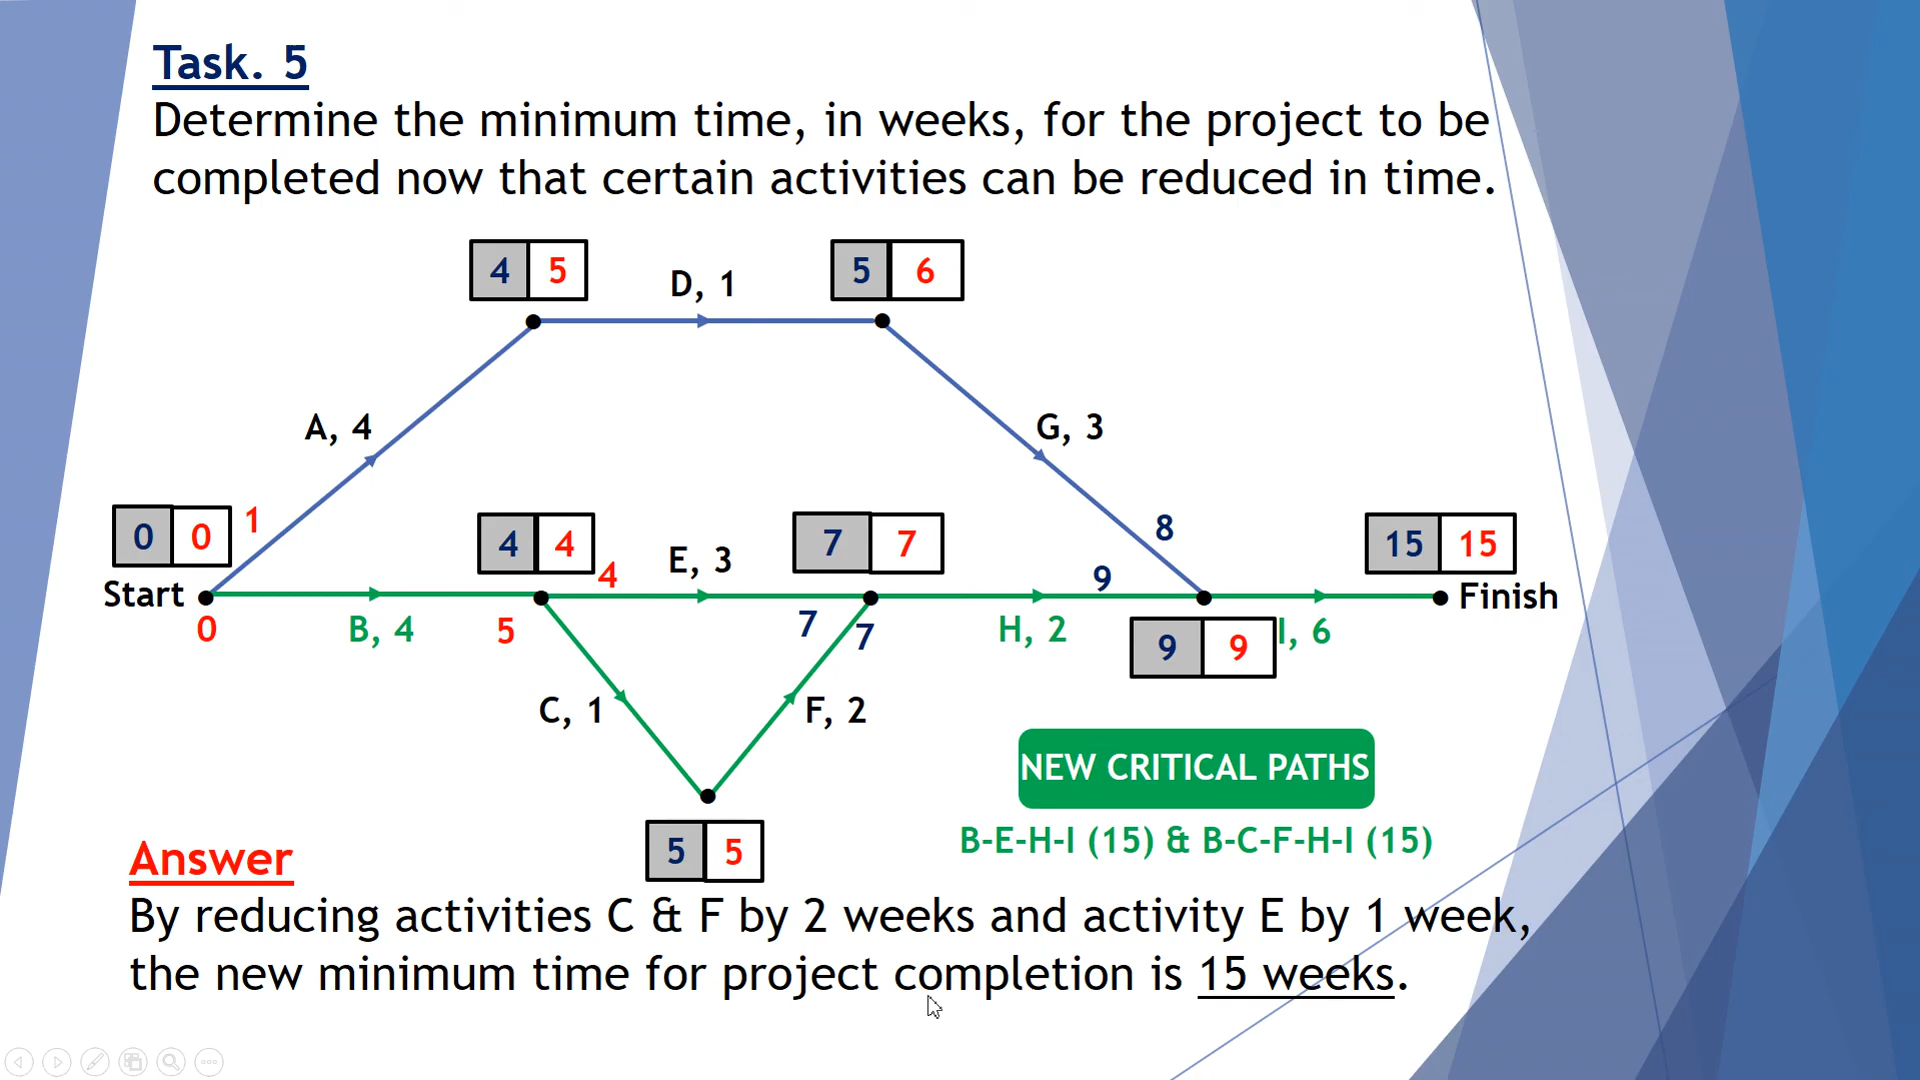 Task. 5
Determine the minimum time, in weeks, for the project to be
completed now that certain activities can be reduced in time.
4 5
D, 1
5 6
A, 4
G, 3
0 0
1
4 4
4
E, 3
7 7
9
8
15 15
Start
Finish
0
B, 4
5
7
7
H, 2
9 9
I, 6
C, 1
F, 2
NEW CRITICAL PATHS
B-E-H-I (15) & B-C-F-H-I (15)
5 5
Answer
By reducing activities C & F by 2 weeks and activity E by 1 week,
the new minimum time for project completion is 15 weeks.